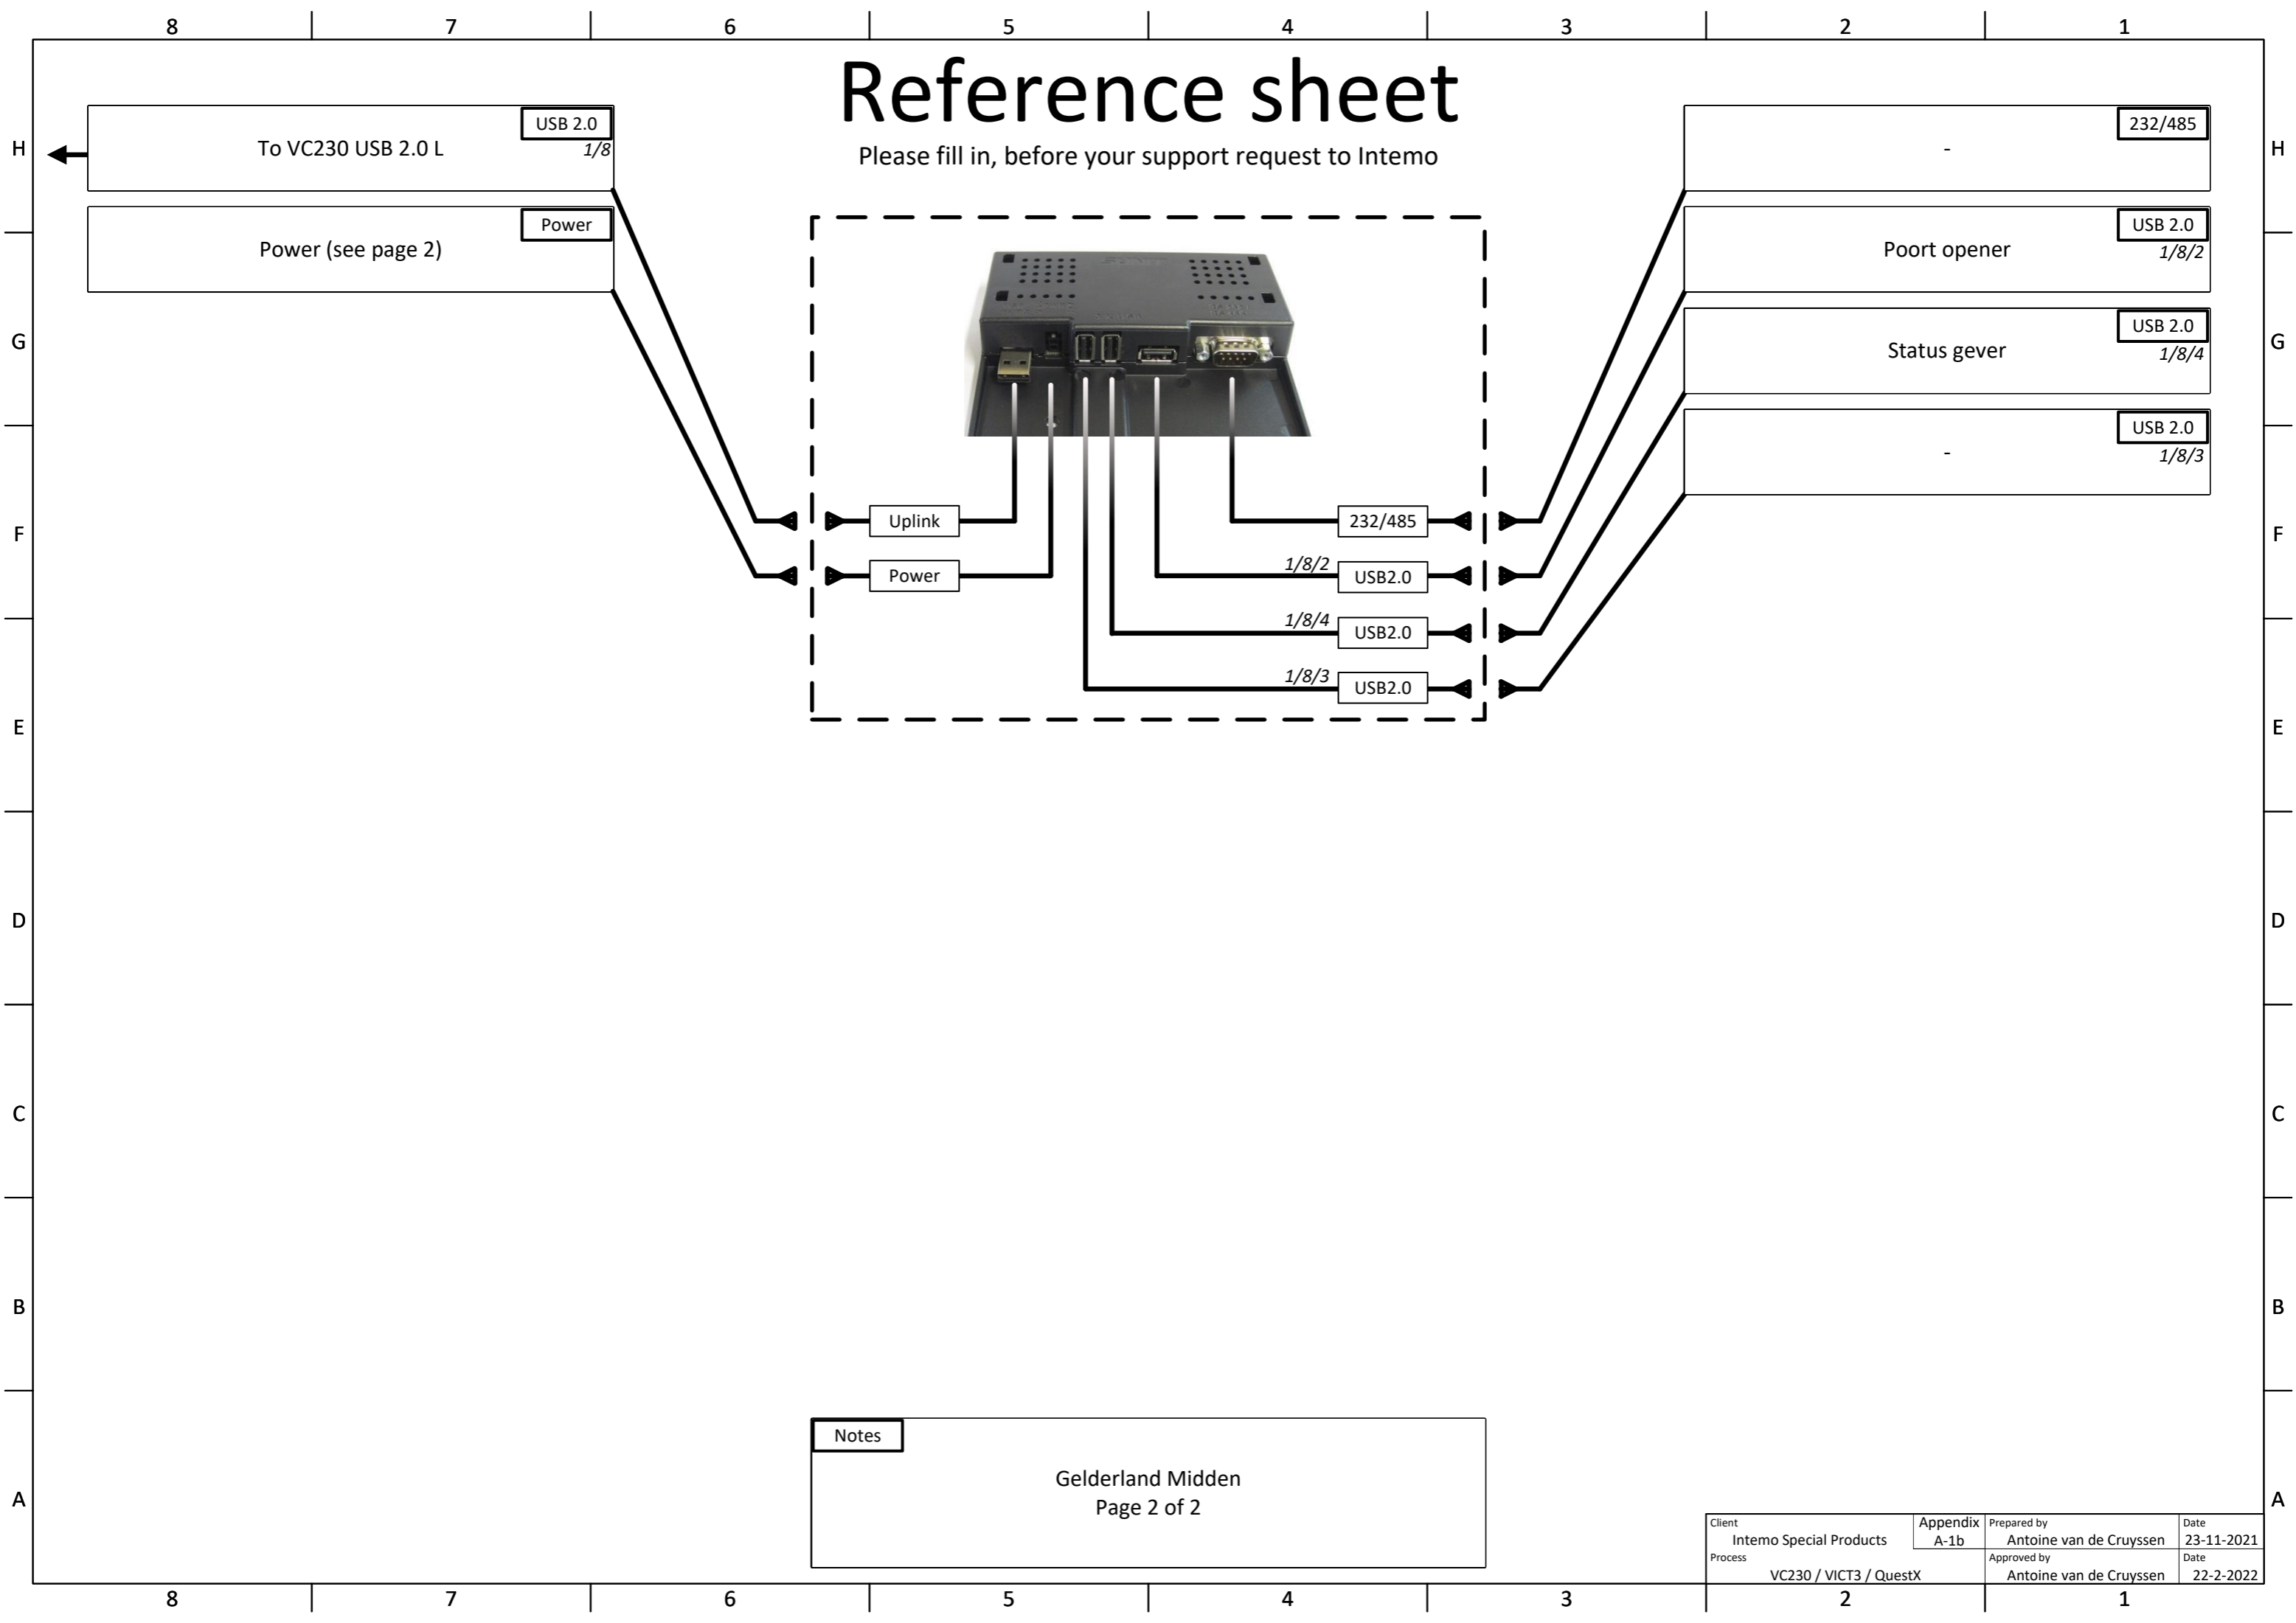 8 7 6 5 4 3 2 1
Reference sheet
Please fill in, before your support request to Intemo
H
H
USB 2.0
To VC230 USB 2.0 L
1/8
Power
Power (see page 2)
232/485
-
USB 2.0
Poort opener
1/8/2
USB 2.0
Status gever
1/8/4
USB 2.0
-
1/8/3
G
G
Uplink
Power
232/485
1/8/2
USB2.0
1/8/4
USB2.0
1/8/3
USB2.0
F
F
E
E
D
D
C
C
B
B
A
A
Notes
Gelderland Midden
Page 2 of 2
Client
Intemo Special Products
Appendix
A-1b
Prepared by
Antoine van de Cruyssen
Date
23-11-2021
Process
VC230 / VICT3 / QuestX
Approved by
Antoine van de Cruyssen
Date
22-2-2022
8 7 6 5 4 3 2 1